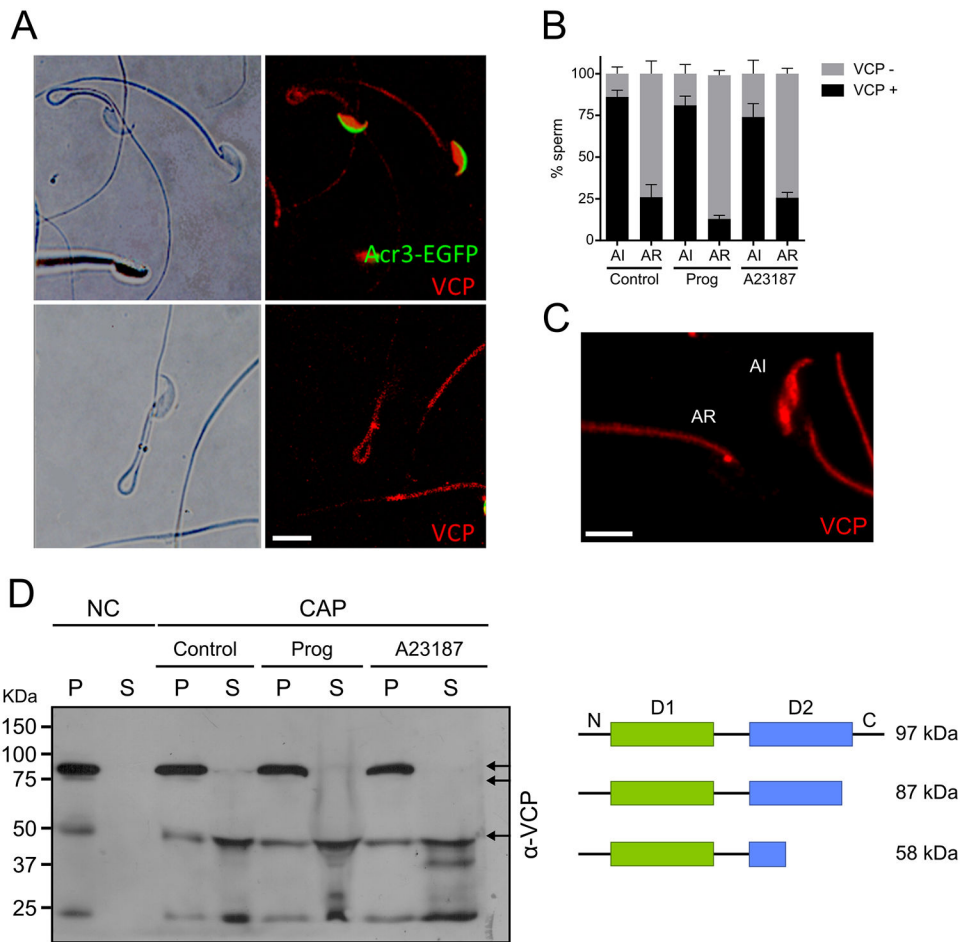 A
Acr3-EGFP
VCP
VCP
B
% sperm
100
75
50
25
0
AI AR AI AR AI AR
Control Prog A23187
VCP -
VCP +
C
AI
AR
VCP
D
NC CAP
Control Prog A23187
P S P S P S P S
KDa
150
100
75
50
37
25
α-VCP
D1 D2
N C 97 kDa
87 kDa
58 kDa